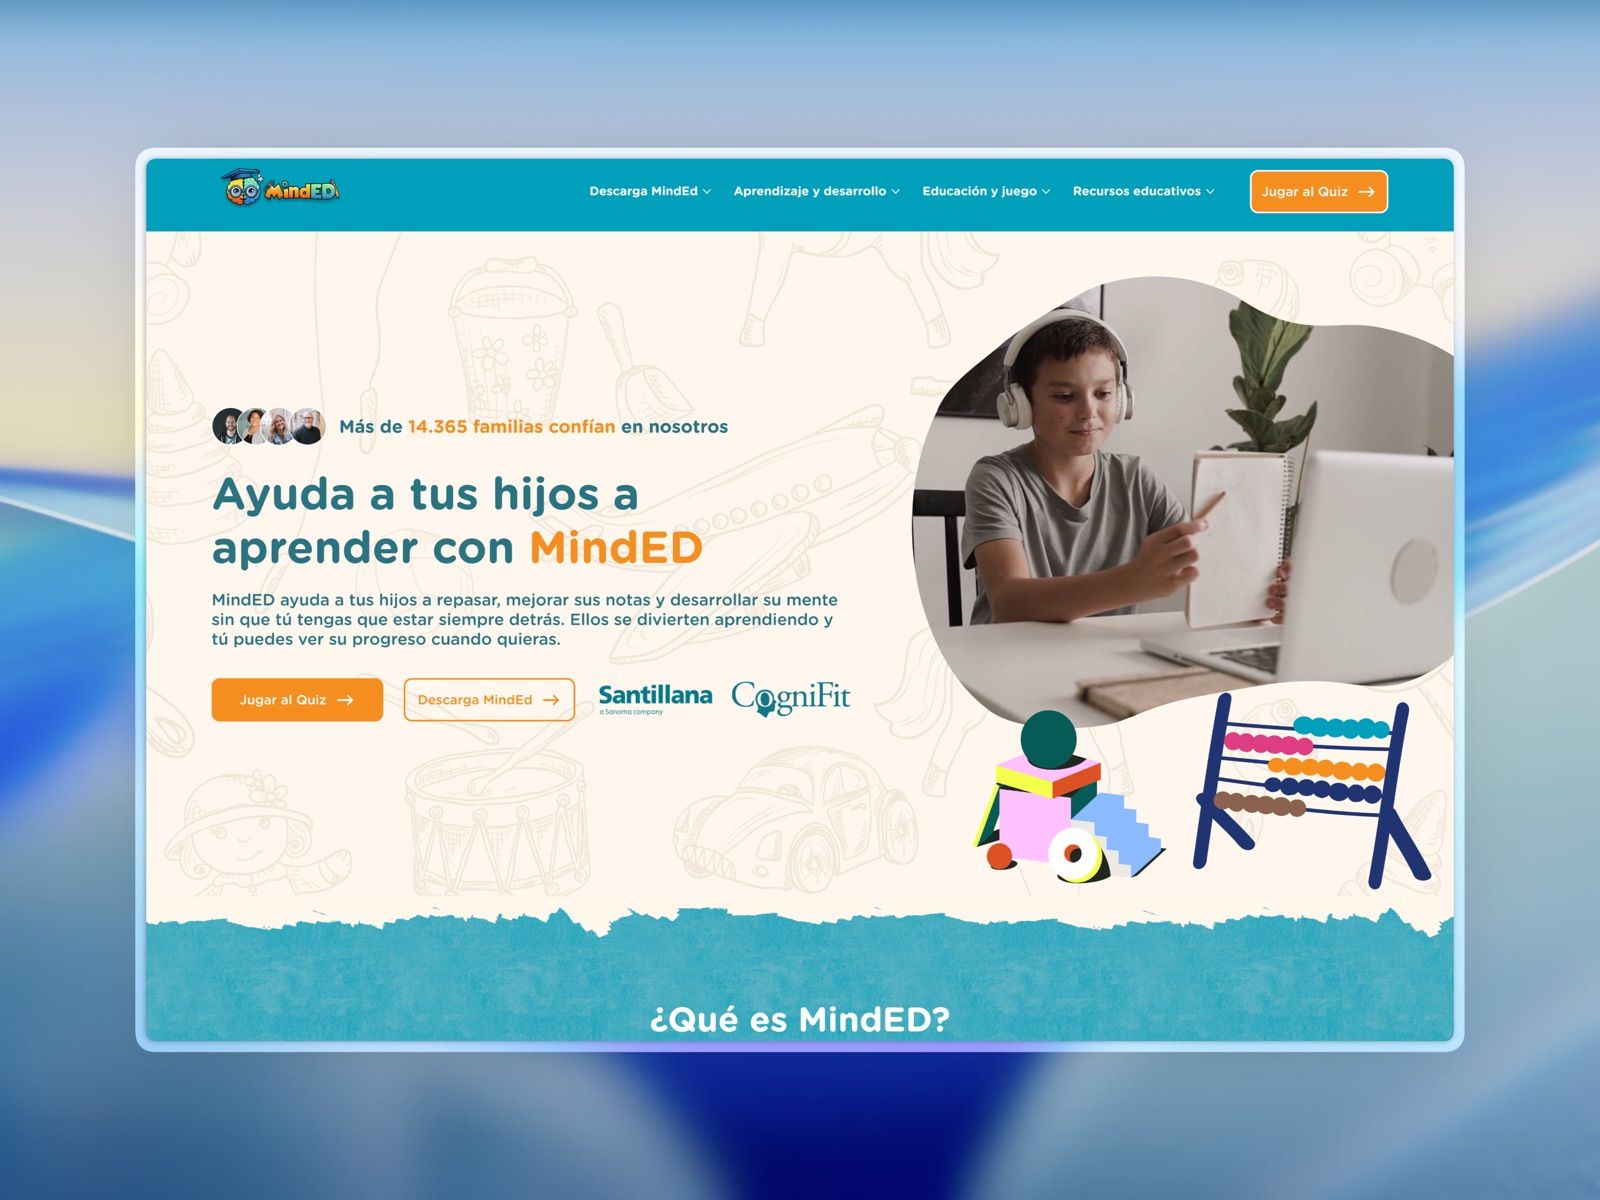 MindED
Descarga MindEd
Aprendizaje y desarrollo
Educación y juego
Recursos educativos
Jugar al Quiz
Más de 14.365 familias confían en nosotros
Ayuda a tus hijos a
aprender con MindED
MindED ayuda a tus hijos a repasar, mejorar sus notas y desarrollar su mente
sin que tú tengas que estar siempre detrás. Ellos se divierten aprendiendo y
tú puedes ver su progreso cuando quieras.
Jugar al Quiz
Descarga MindEd
Santillana
a Sanoma company
CogniFit
¿Qué es MindED?